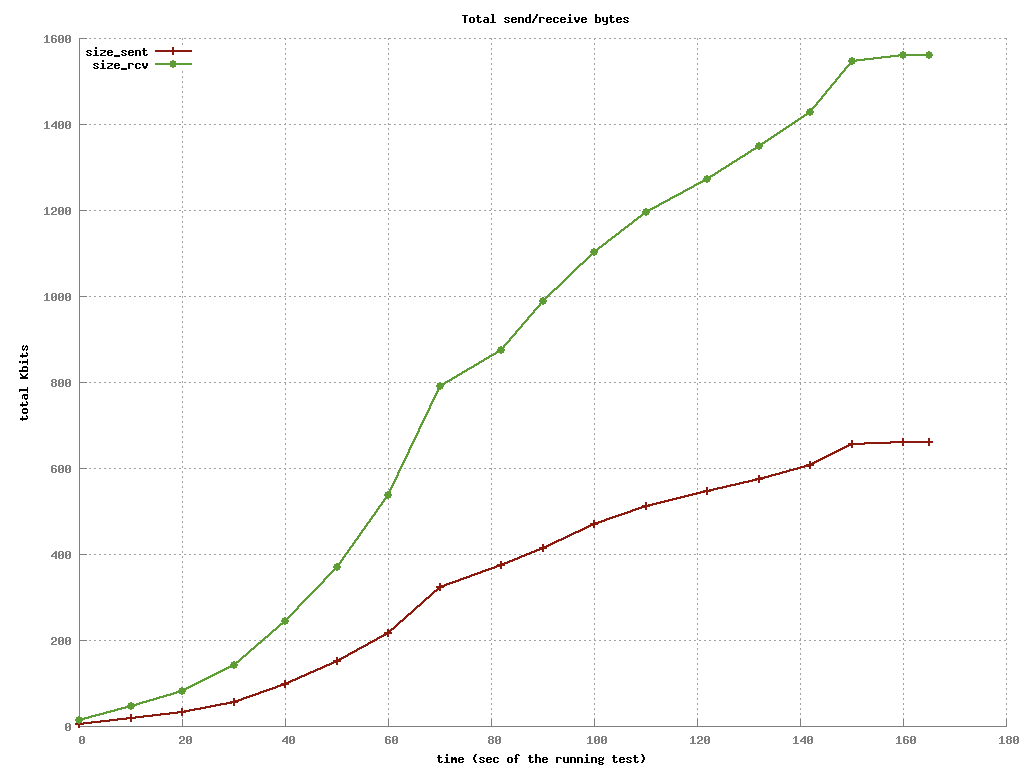 Total send/receive bytes
size_sent
size_rcv
1600
1400
1200
1000
800
600
400
200
0
total Kbits
0 20 40 60 80 100 120 140 160 180
time (sec of the running test)